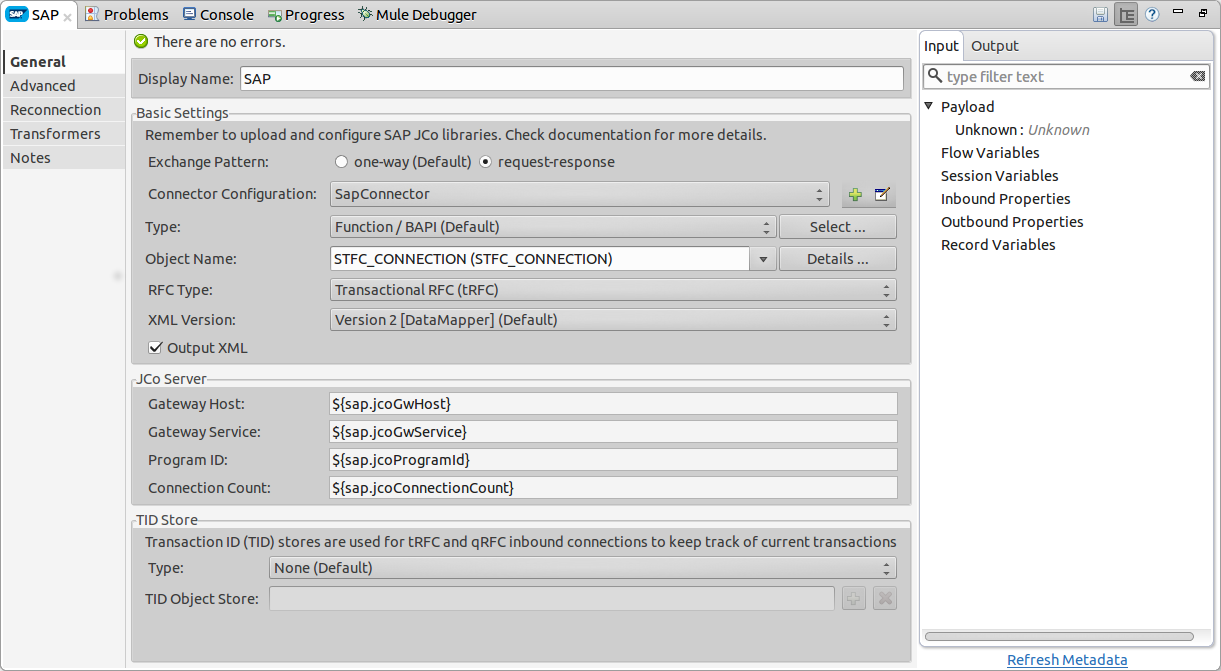 SAP SAP Problems Console Progress Mule Debugger
There are no errors.
General
Advanced
Reconnection
Transformers
Notes
Display Name: SAP
Basic Settings
Remember to upload and configure SAP JCo libraries. Check documentation for more details.
Exchange Pattern: one-way (Default) request-response
Connector Configuration: SapConnector
Type: Function / BAPI (Default) Select ...
Object Name: STFC_CONNECTION (STFC_CONNECTION) Details ...
RFC Type: Transactional RFC (tRFC)
XML Version: Version 2 [DataMapper] (Default)
Output XML
JCo Server
Gateway Host: ${sap.jcoGwHost}
Gateway Service: ${sap.jcoGwService}
Program ID: ${sap.jcoProgramId}
Connection Count: ${sap.jcoConnectionCount}
TID Store
Transaction ID (TID) stores are used for tRFC and qRFC inbound connections to keep track of current transactions
Type: None (Default)
TID Object Store:
Input Output
type filter text
Payload
Unknown : Unknown
Flow Variables
Session Variables
Inbound Properties
Outbound Properties
Record Variables
Refresh Metadata